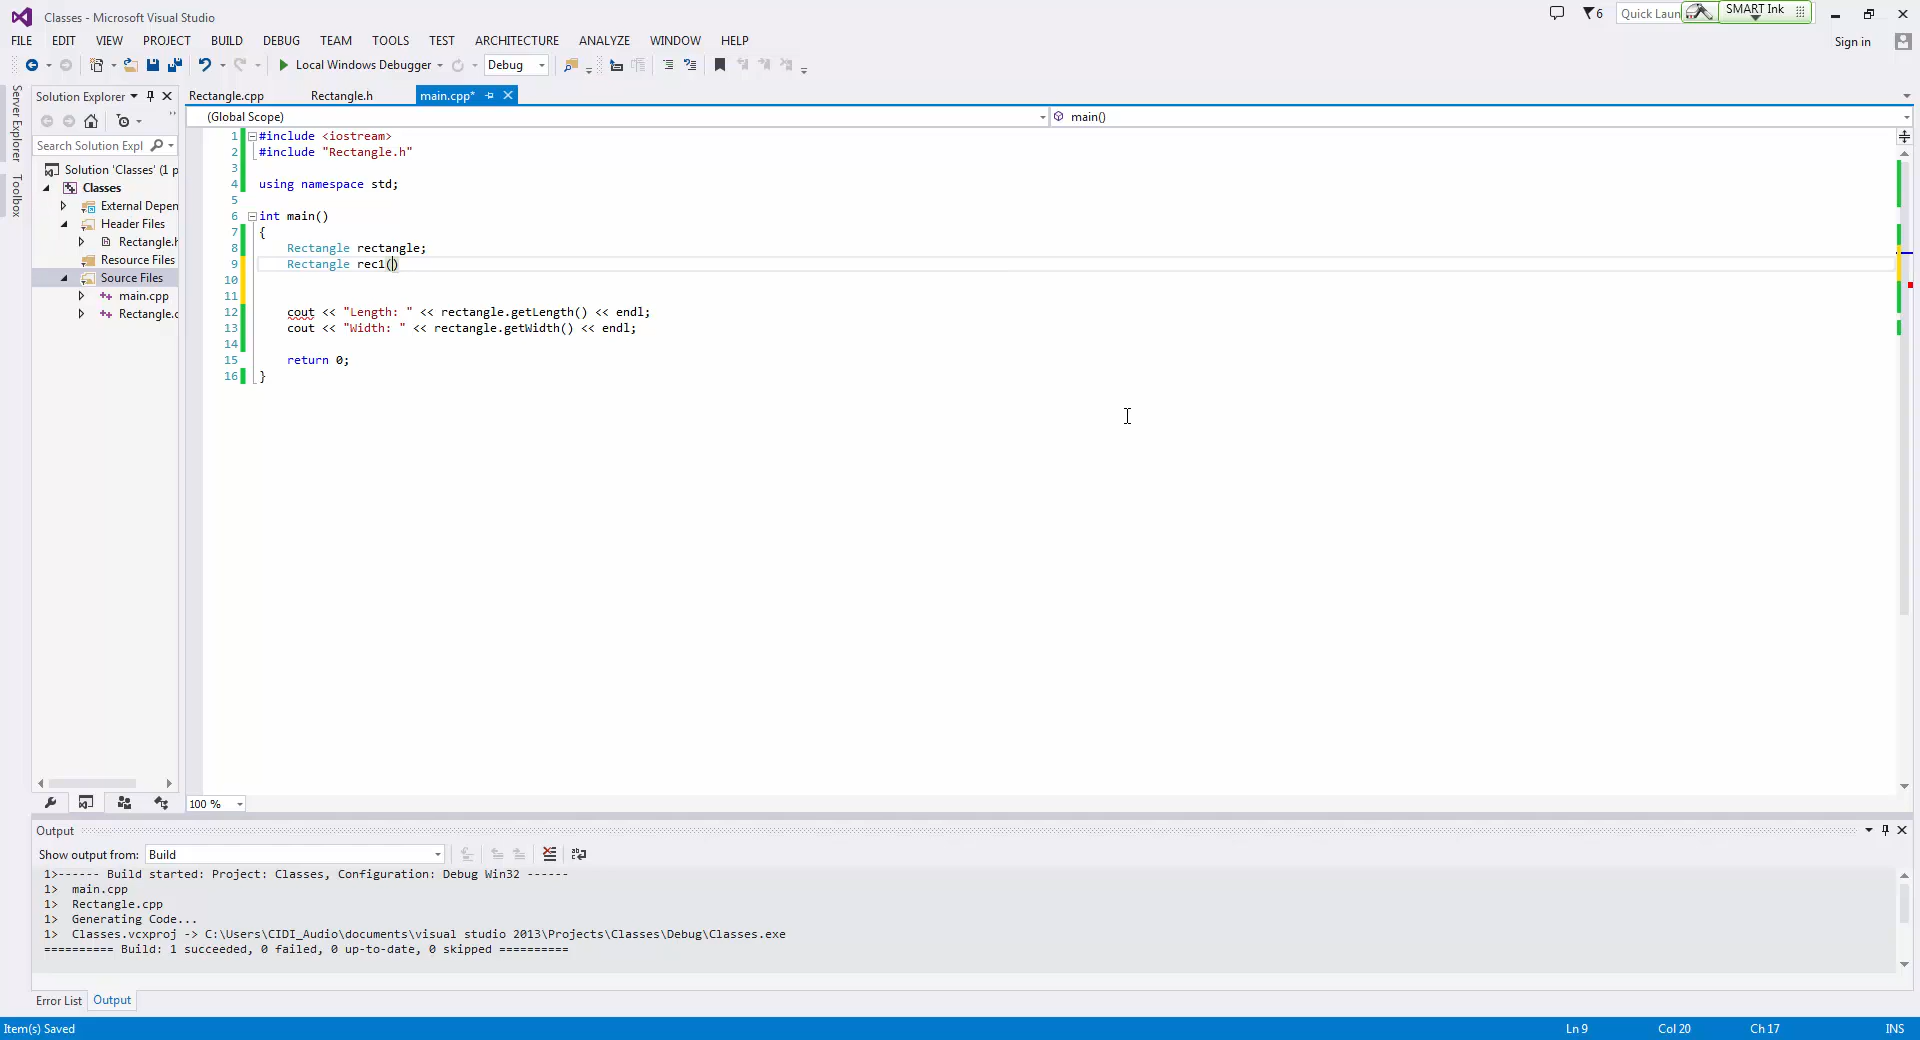 Classes - Microsoft Visual Studio
6
Quick Laun
SMART Ink
FILE EDIT VIEW PROJECT BUILD DEBUG TEAM TOOLS TEST ARCHITECTURE ANALYZE WINDOW HELP
Sign in
Local Windows Debugger
Debug
Server Explorer
Toolbox
Solution Explorer
Rectangle.cpp
Rectangle.h
main.cpp*
(Global Scope)
main()
Search Solution Expl
Solution 'Classes' (1 p
Classes
External Depen
Header Files
Rectangle.h
Resource Files
Source Files
main.cpp
Rectangle.c
1 #include <iostream>
2 #include "Rectangle.h"
3
4 using namespace std;
5
6 int main()
7 {
8 Rectangle rectangle;
9 Rectangle rec1()
10
11
12 cout << "Length: " << rectangle.getLength() << endl;
13 cout << "Width: " << rectangle.getWidth() << endl;
14
15 return 0;
16 }
100 %
Output
Show output from: Build
1>------ Build started: Project: Classes, Configuration: Debug Win32 ------
1> main.cpp
1> Rectangle.cpp
1> Generating Code...
1> Classes.vcxproj -> C:\Users\CIDI_Audio\documents\visual studio 2013\Projects\Classes\Debug\Classes.exe
========== Build: 1 succeeded, 0 failed, 0 up-to-date, 0 skipped ==========
Error List Output
Item(s) Saved
Ln 9 Col 20 Ch 17 INS